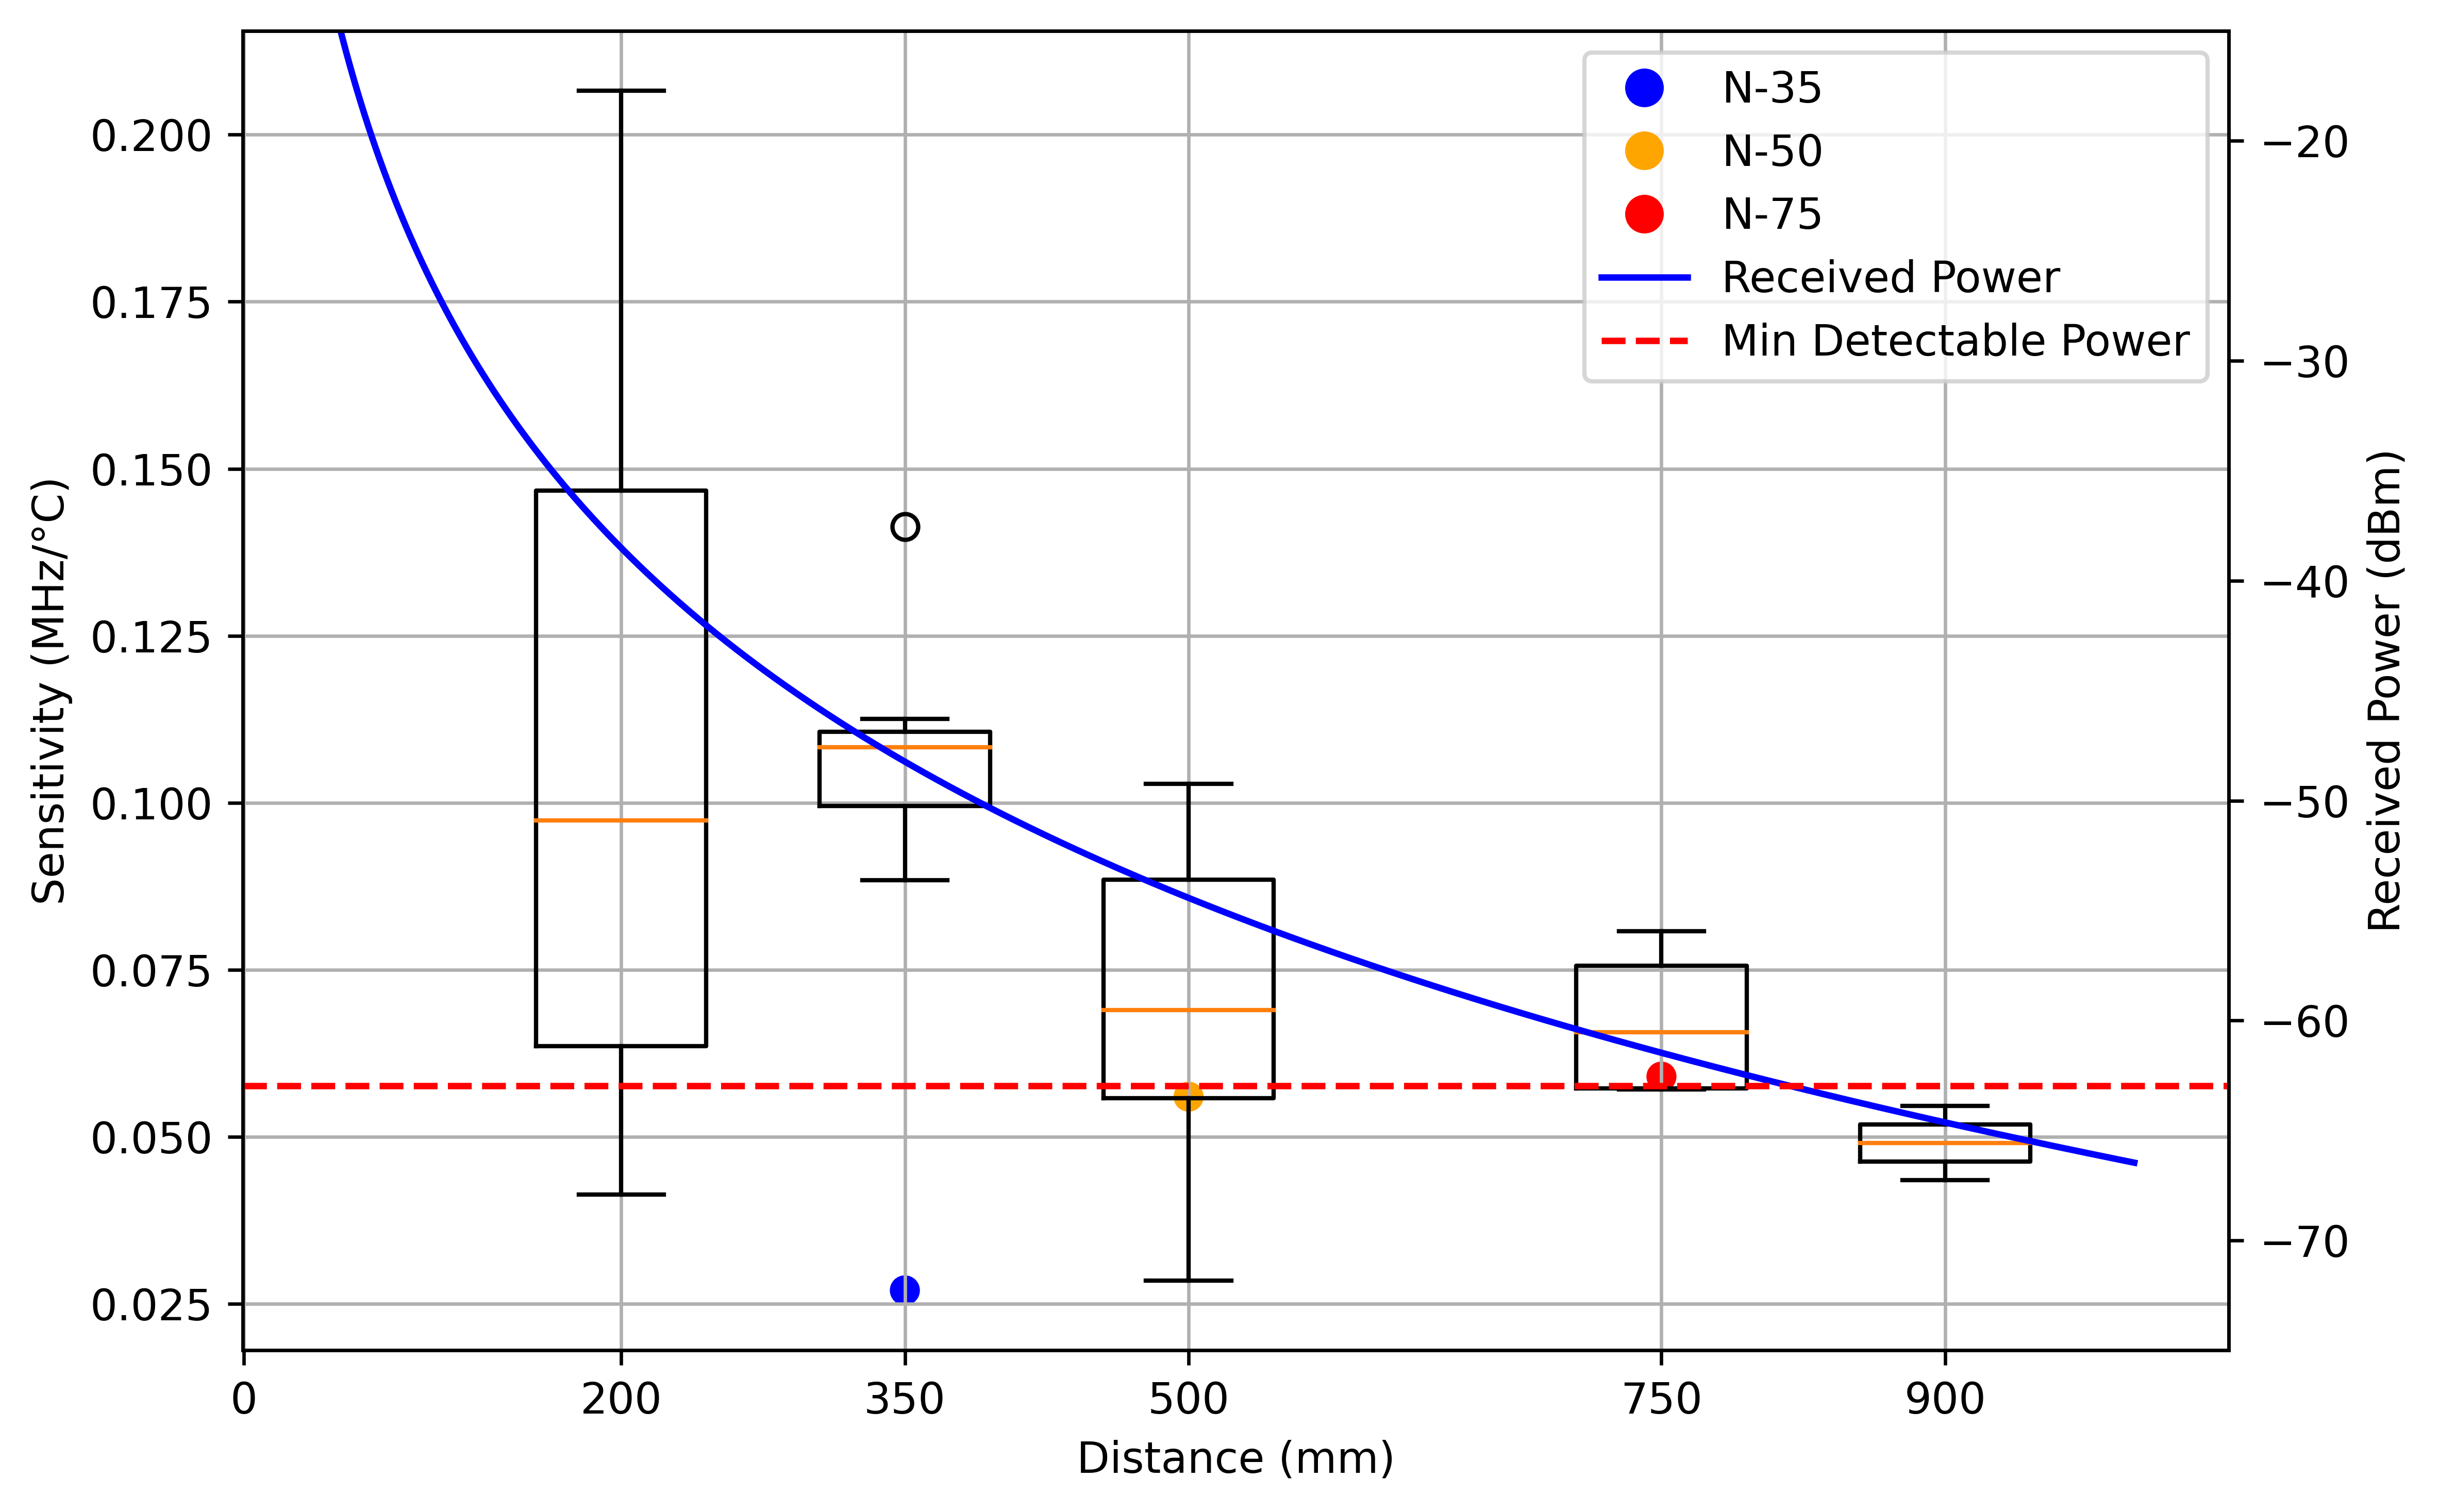 N-35
N-50
N-75
Received Power
Min Detectable Power
0.200
0.175
0.150
0.125
0.100
0.075
0.050
0.025
Sensitivity (MHz/°C)
−20
−30
−40
−50
−60
−70
Received Power (dBm)
0 200 350 500 750 900
Distance (mm)